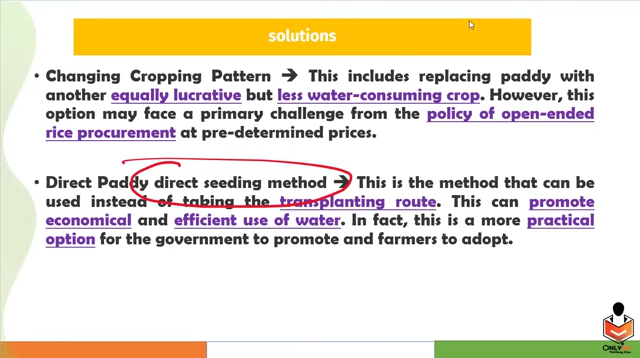 solutions
• Changing Cropping Pattern → This includes replacing paddy with
another equally lucrative but less water-consuming crop. However, this
option may face a primary challenge from the policy of open-ended
rice procurement at pre-determined prices.
• Direct Paddy direct seeding method → This is the method that can be
used instead of taking the transplanting route. This can promote
economical and efficient use of water. In fact, this is a more practical
option for the government to promote and farmers to adopt.